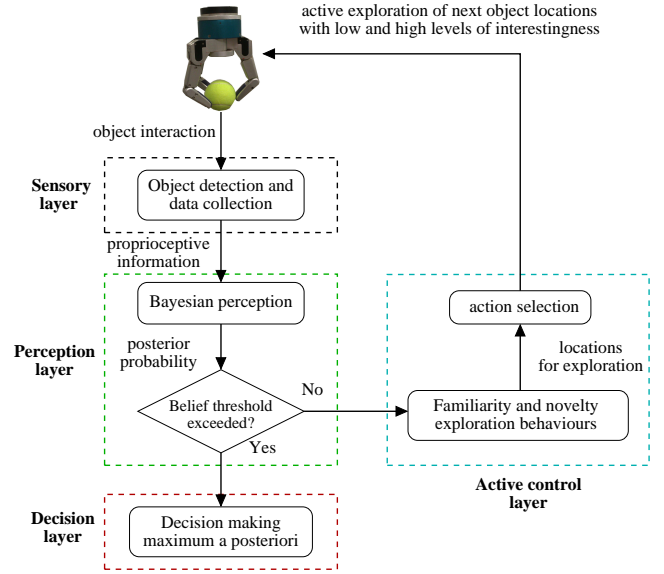 active exploration of next object locations
with low and high levels of interestingness
object interaction
Sensory
layer
Object detection and
data collection
proprioceptive
information
Bayesian perception
action selection
Perception
layer
posterior
probability
locations
for exploration
No
Belief threshold
exceeded?
Familiarity and novelty
exploration behaviours
Yes
Active control
layer
Decision
layer
Decision making
maximum a posteriori